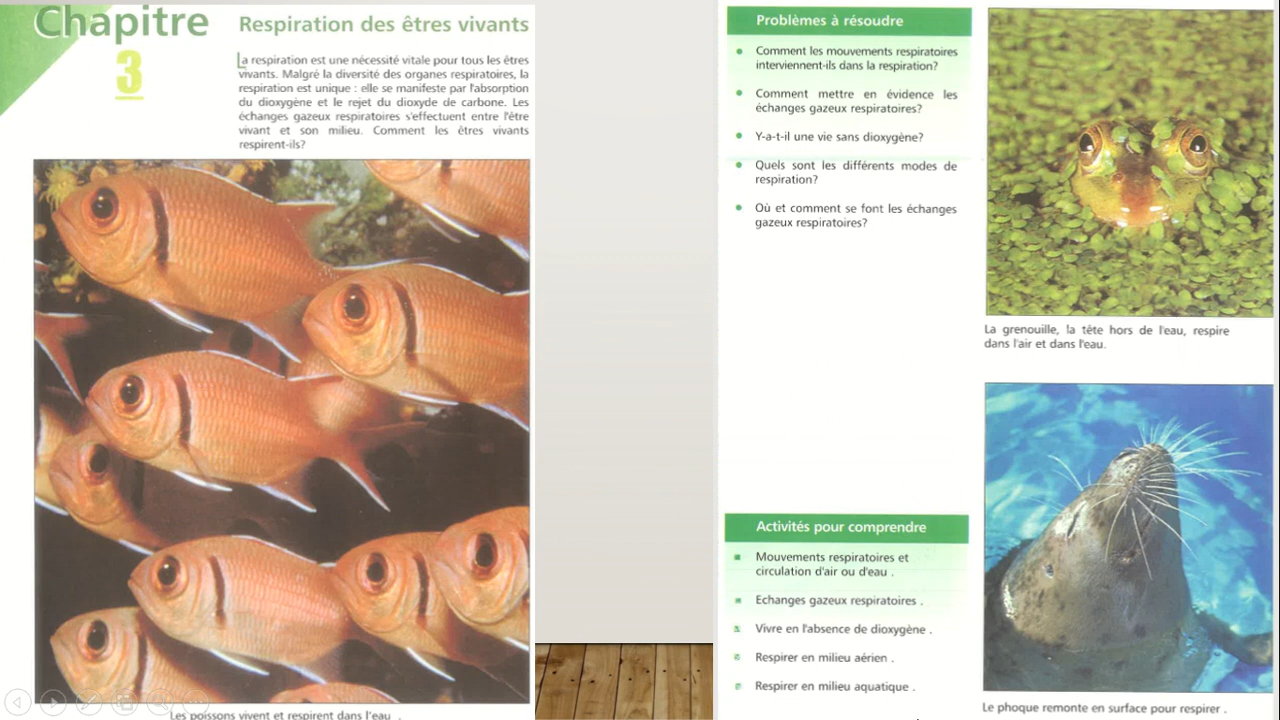 Chapitre
3
Respiration des êtres vivants
La respiration est une nécessité vitale pour tous les êtres
vivants. Malgré la diversité des organes respiratoires, la
respiration est unique : elle se manifeste par l'absorption
du dioxygène et le rejet du dioxyde de carbone. Les
échanges gazeux respiratoires s'effectuent entre l'être
vivant et son milieu. Comment les êtres vivants
respirent-ils?
Les poissons vivent et respirent dans l'eau .
Problèmes à résoudre
Comment les mouvements respiratoires
interviennent-ils dans la respiration?
Comment mettre en évidence les
échanges gazeux respiratoires?
Y-a-t-il une vie sans dioxygène?
Quels sont les différents modes de
respiration?
Où et comment se font les échanges
gazeux respiratoires?
Activités pour comprendre
Mouvements respiratoires et
circulation d'air ou d'eau .
Echanges gazeux respiratoires .
Vivre en l'absence de dioxygène .
Respirer en milieu aérien .
Respirer en milieu aquatique .
La grenouille, la tête hors de l'eau, respire
dans l'air et dans l'eau.
Le phoque remonte en surface pour respirer .